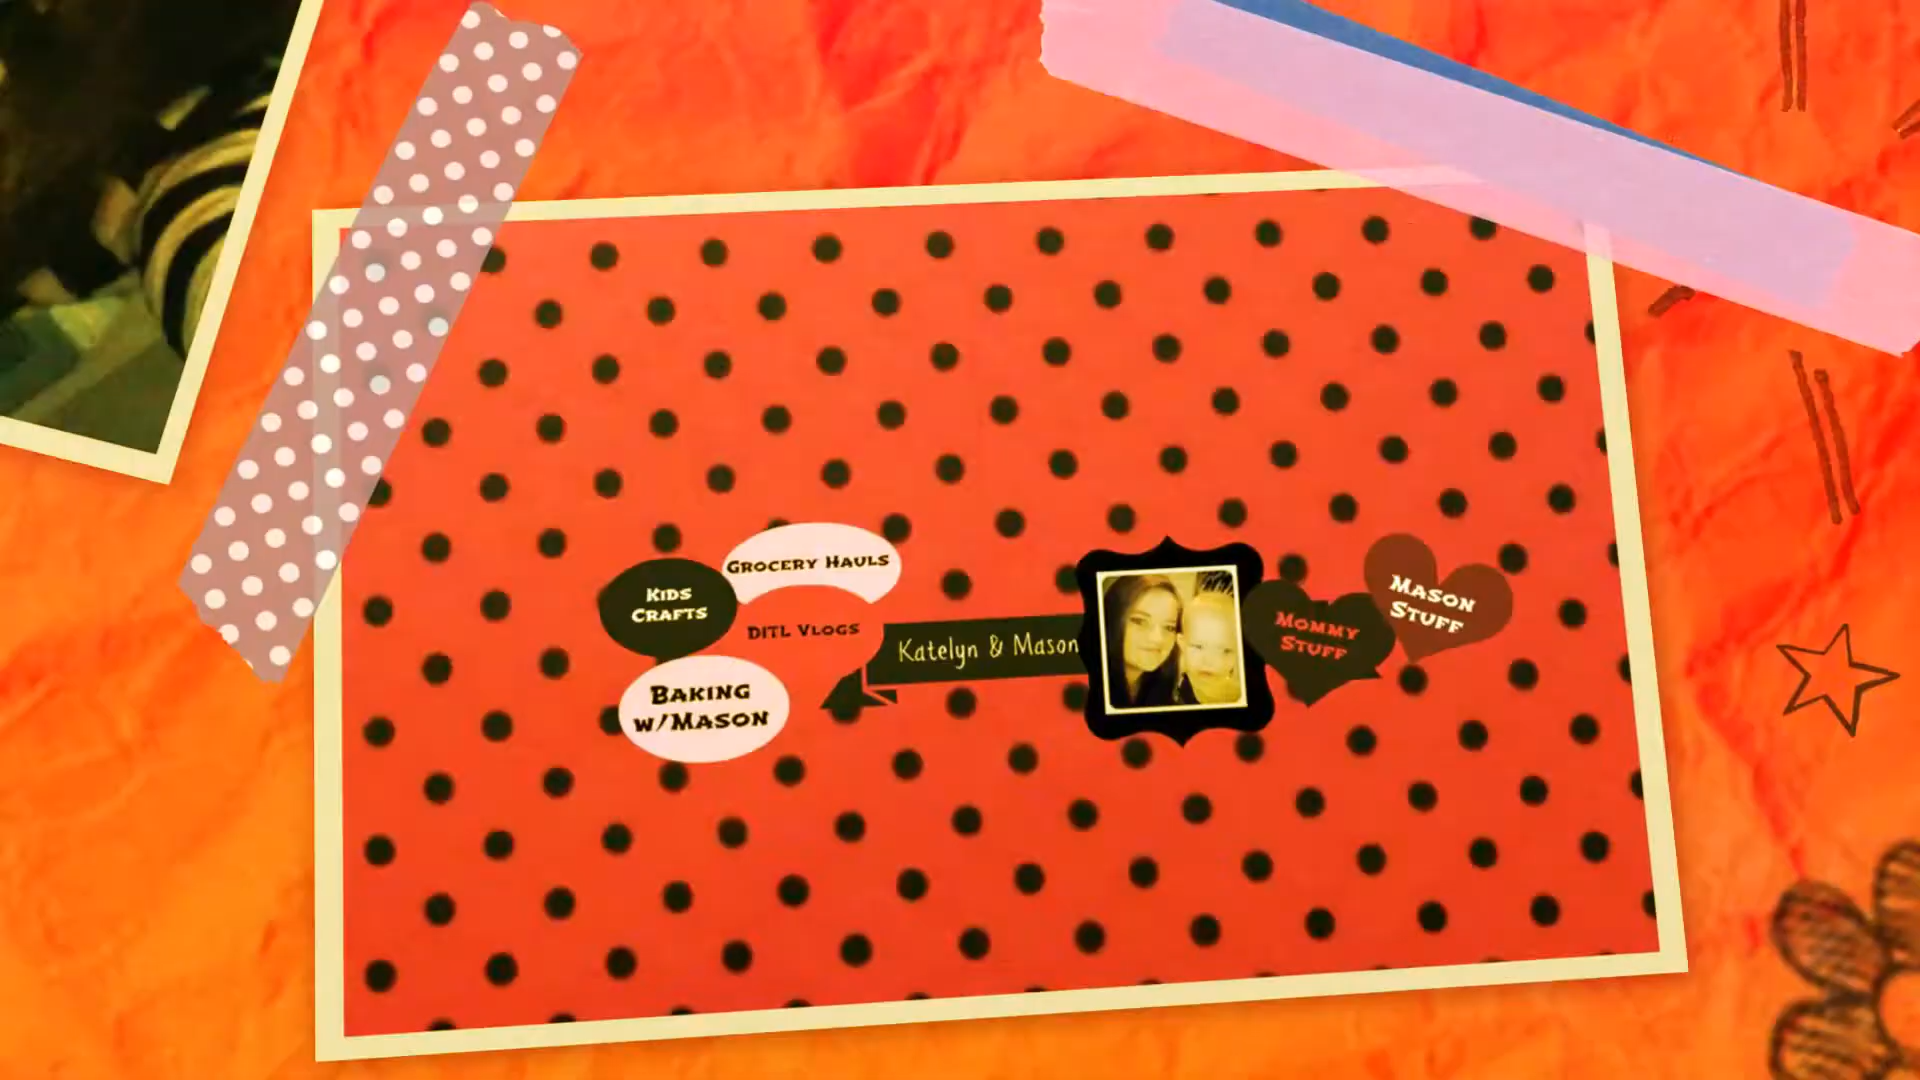 Grocery Hauls
Kids
Crafts
DITL Vlogs
Baking
w/Mason
Katelyn & Mason
Mommy
Stuff
Mason
Stuff